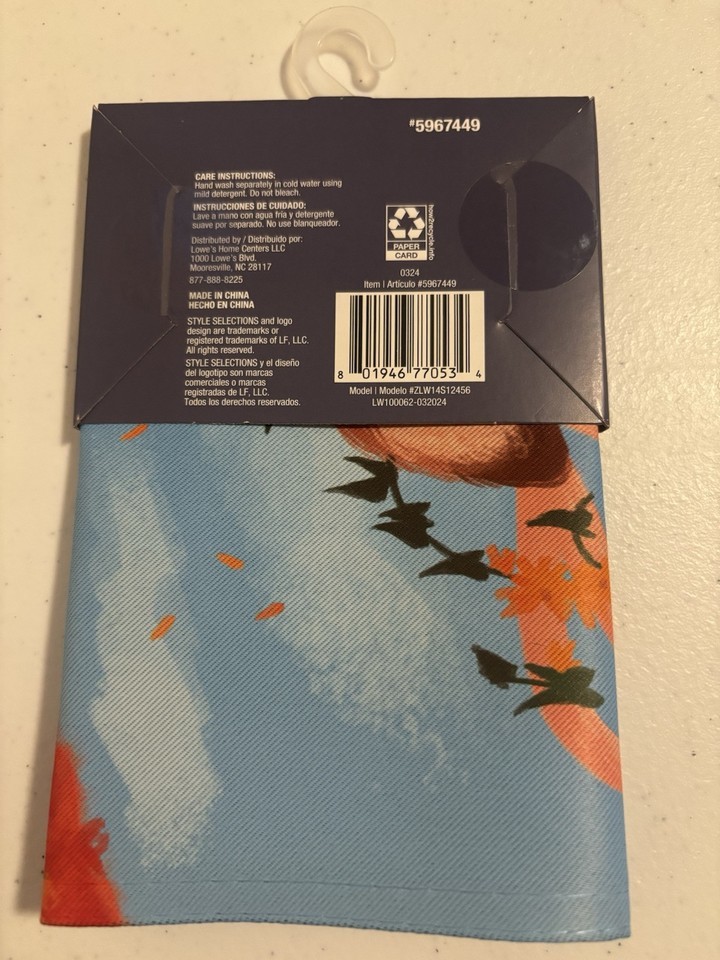 #5967449
CARE INSTRUCTIONS:
Hand wash separately in cold water using
mild detergent. Do not bleach.
INSTRUCCIONES DE CUIDADO:
Lave a mano con agua fría y detergente
suave por separado. No use blanqueador.
Distributed by / Distribuido por:
Lowe's Home Centers LLC
1000 Lowe's Blvd.
Mooresville, NC 28117
877-888-8225
MADE IN CHINA
HECHO EN CHINA
STYLE SELECTIONS and logo
design are trademarks or
registered trademarks of LF, LLC.
All rights reserved.
STYLE SELECTIONS y el diseño
del logotipo son marcas
comerciales o marcas
registradas de LF, LLC.
Todos los derechos reservados.
how2recycle.info
PAPER
CARD
0324
Item | Artículo #5967449
8 01946 77053 4
Model | Modelo #ZLW14S12456
LW100062-032024